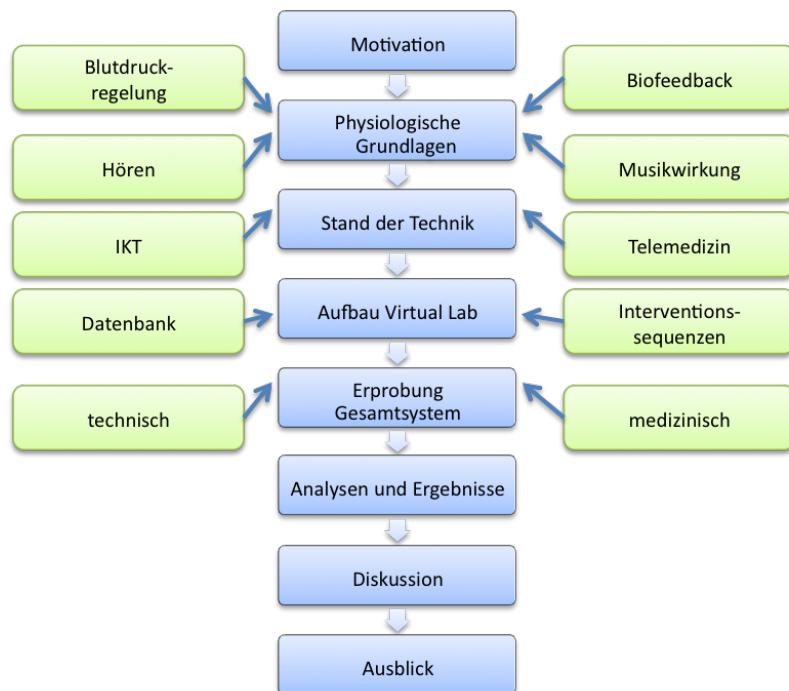 Motivation
Blutdruck-
regelung
Biofeedback
Physiologische
Grundlagen
Hören
Musikwirkung
Stand der Technik
IKT
Telemedizin
Datenbank
Aufbau Virtual Lab
Interventions-
sequenzen
Erprobung
Gesamtsystem
technisch
medizinisch
Analysen und Ergebnisse
Diskussion
Ausblick